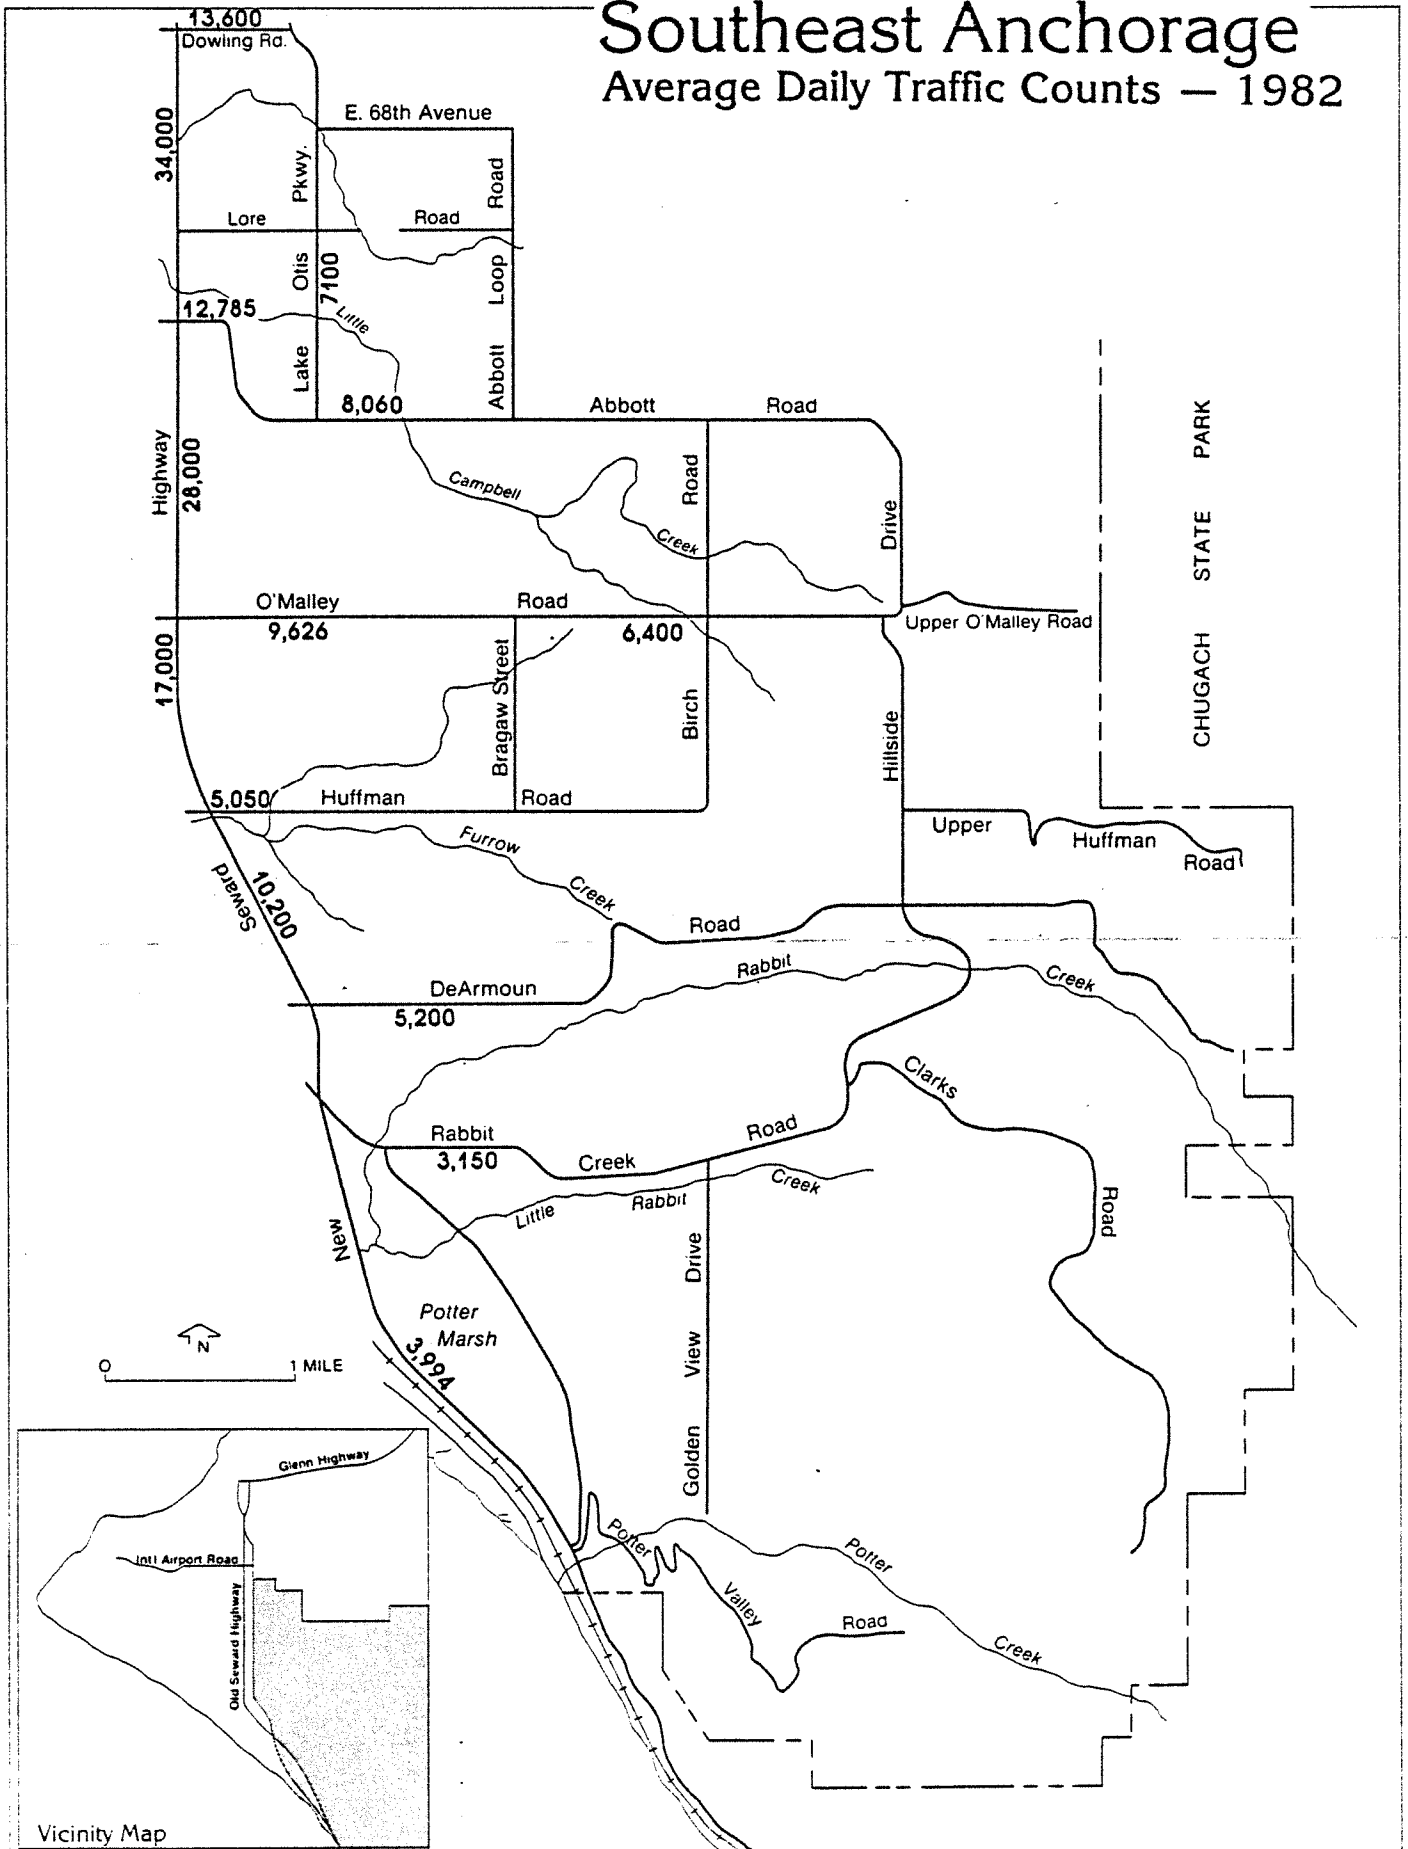 Southeast Anchorage
Average Daily Traffic Counts — 1982
13,600
Dowling Rd.
34,000
E. 68th Avenue
Pkwy.
Road
Lore Road
Otis
7100
Loop
12,785
Little
Lake
Abbott
8,060
Abbott Road
Highway
28,000
Campbell
Road
Creek
Drive
CHUGACH STATE PARK
O'Malley Road
9,626
6,400
Upper O'Malley Road
17,000
Bragaw Street
Birch
Hillside
5,050
Huffman Road
Upper Huffman Road
Furrow Creek
Seward
10,200
Road
Rabbit Creek
DeArmoun
5,200
Clarks
Rabbit Creek Road
3,150
Little Rabbit Creek
Road
New
Drive
Potter
Marsh
View
3,994
N
0 1 MILE
Golden
Glenn Highway
Potter
Potter
Int'l Airport Road
Valley
Road
Old Seward Highway
Creek
Vicinity Map